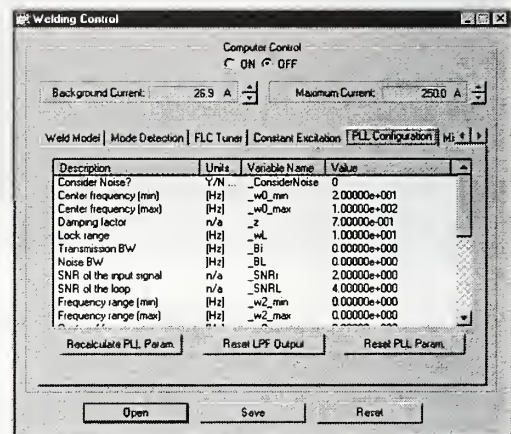 Welding Control
Computer Control
ON OFF
Background Current: 26.9 A Maximum Current: 250.0 A
Weld Model Mode Detection FLC Tuner Constant Excitation PLL Configuration Mi
Description Units Variable Name Value
Consider Noise? Y/N ... _ConsiderNoise 0
Center frequency (min) [Hz] _w0_min 2.00000e+001
Center frequency (max) [Hz] _w0_max 1.00000e+002
Damping factor n/a _z 7.00000e-001
Lock range [Hz] _wL 1.00000e+001
Transmission BW [Hz] _Bi 0.00000e+000
Noise BW [Hz] _BL 0.00000e+000
SNR of the input signal n/a _SNRi 2.00000e+000
SNR of the loop n/a _SNRL 4.00000e+000
Frequency range (min) [Hz] _w2_min 0.00000e+000
Frequency range (max) [Hz] _w2_max 0.00000e+000
Recalculate PLL Param. Reset LPF Output Reset PLL Param.
Open Save Reset